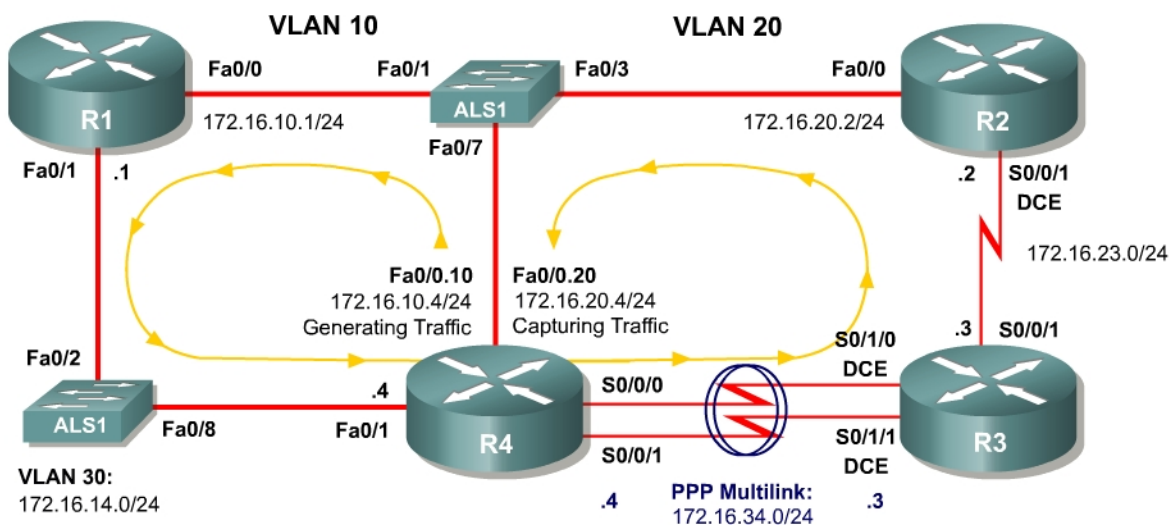 VLAN 10
VLAN 20
Fa0/0
Fa0/1
Fa0/3
Fa0/0
R1
ALS1
R2
172.16.10.1/24
172.16.20.2/24
Fa0/7
Fa0/1
.1
.2
S0/0/1
DCE
172.16.23.0/24
Fa0/0.10
172.16.10.4/24
Generating Traffic
Fa0/0.20
172.16.20.4/24
Capturing Traffic
.3
S0/0/1
S0/1/0
DCE
Fa0/2
.4
S0/0/0
ALS1
Fa0/8
Fa0/1
R4
R3
S0/0/1
S0/1/1
DCE
VLAN 30:
172.16.14.0/24
.4
PPP Multilink:
172.16.34.0/24
.3